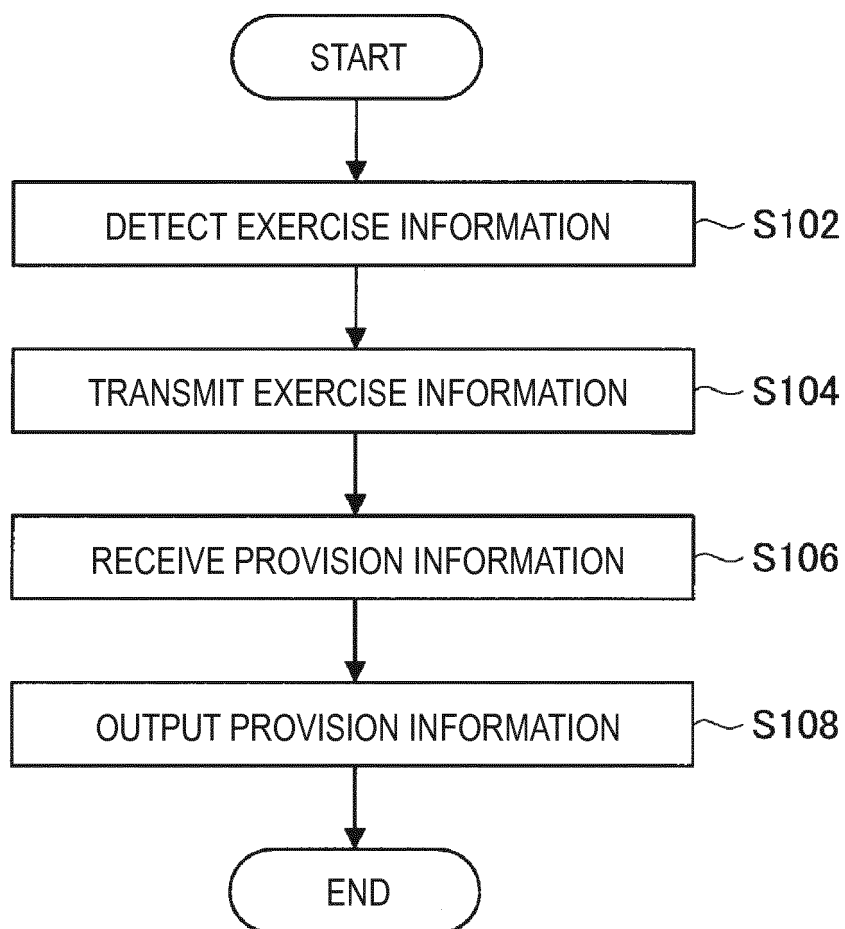 START
DETECT EXERCISE INFORMATION
S102
TRANSMIT EXERCISE INFORMATION
S104
RECEIVE PROVISION INFORMATION
S106
OUTPUT PROVISION INFORMATION
S108
END